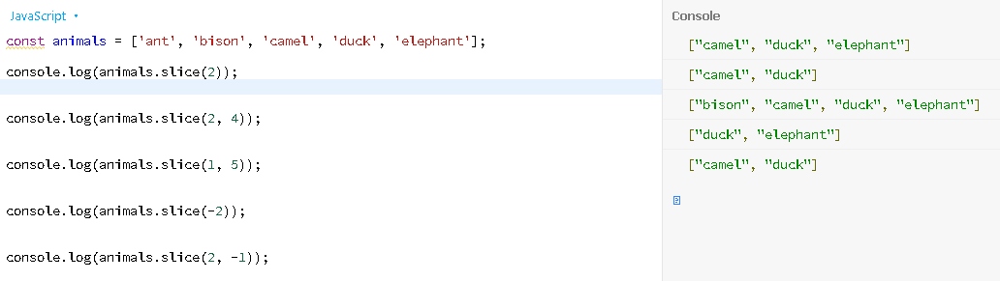 JavaScript
const animals = ['ant', 'bison', 'camel', 'duck', 'elephant'];
console.log(animals.slice(2));
console.log(animals.slice(2, 4));
console.log(animals.slice(1, 5));
console.log(animals.slice(-2));
console.log(animals.slice(2, -1));
Console
["camel", "duck", "elephant"]
["camel", "duck"]
["bison", "camel", "duck", "elephant"]
["duck", "elephant"]
["camel", "duck"]